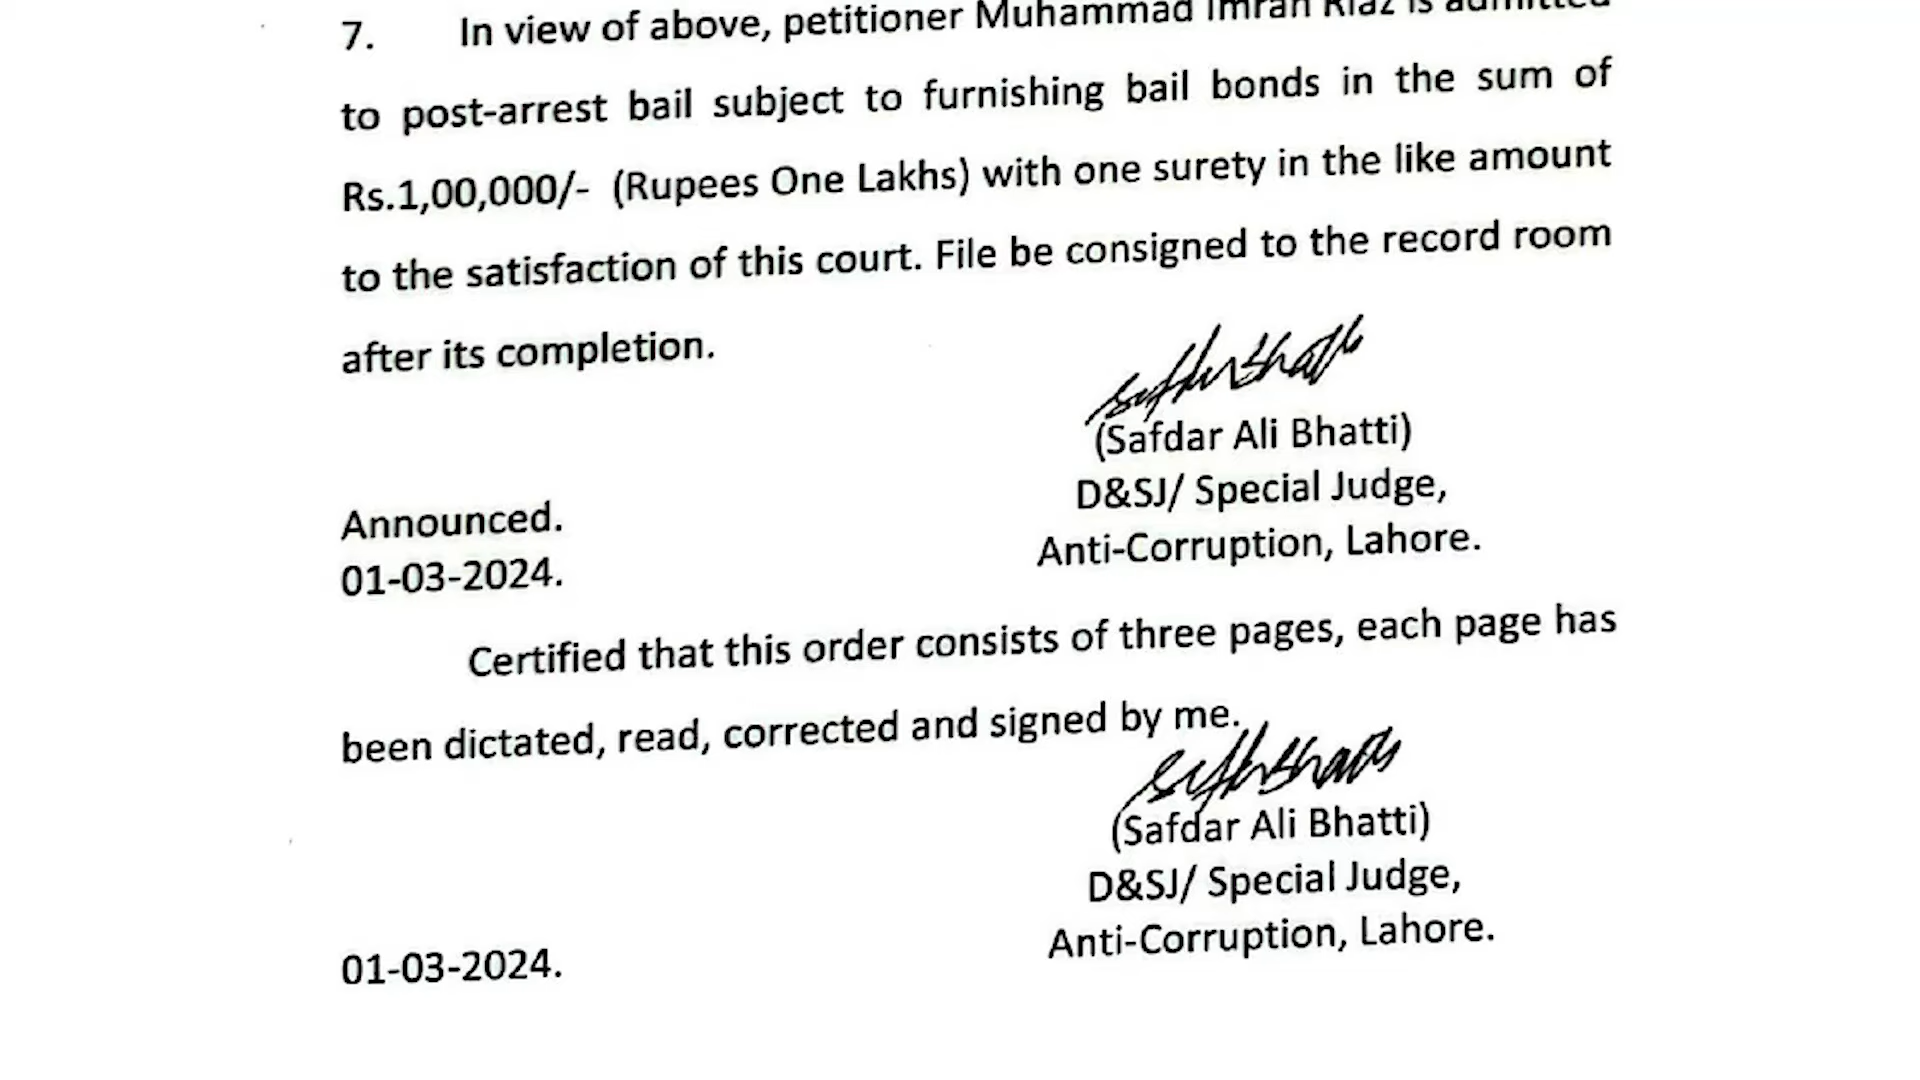 7. In view of above, petitioner Muhammad Imran Riaz is admitted
to post-arrest bail subject to furnishing bail bonds in the sum of
Rs.1,00,000/- (Rupees One Lakhs) with one surety in the like amount
to the satisfaction of this court. File be consigned to the record room
after its completion.
(Safdar Ali Bhatti)
D&SJ/ Special Judge,
Anti-Corruption, Lahore.
Announced.
01-03-2024.
Certified that this order consists of three pages, each page has
been dictated, read, corrected and signed by me.
(Safdar Ali Bhatti)
D&SJ/ Special Judge,
Anti-Corruption, Lahore.
01-03-2024.